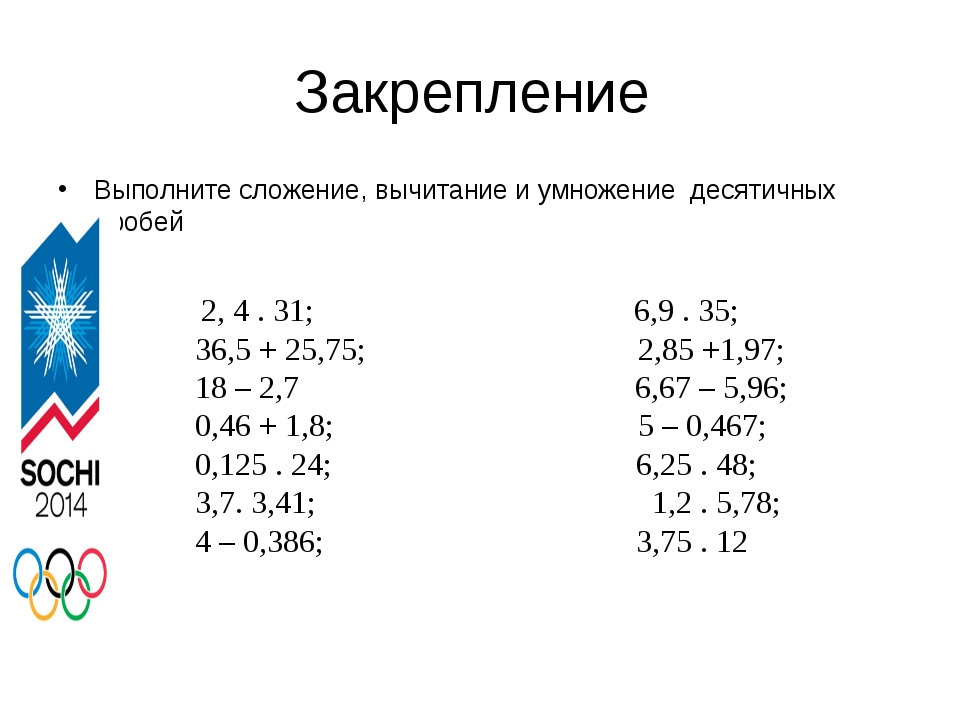 Закрепление
• Выполните сложение, вычитание и умножение десятичных
робей
2, 4 . 31; 6,9 . 35;
36,5 + 25,75; 2,85 +1,97;
18 – 2,7 6,67 – 5,96;
0,46 + 1,8; 5 – 0,467;
0,125 . 24; 6,25 . 48;
3,7. 3,41; 1,2 . 5,78;
4 – 0,386; 3,75 . 12
SOCHI
2014